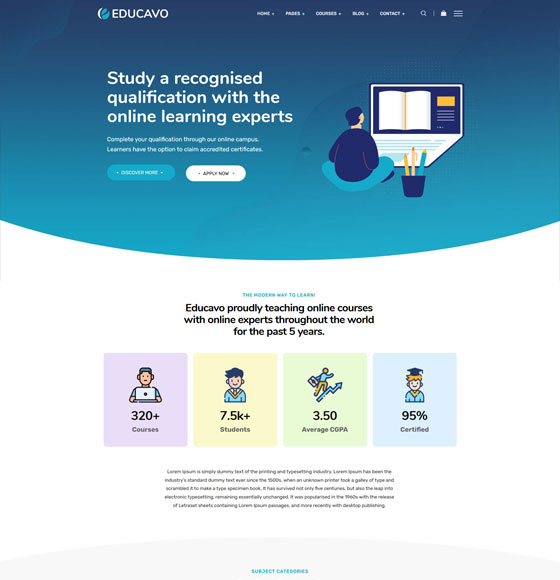 EDUCAVO
HOME +
PAGES +
COURSES +
BLOG +
CONTACT +
Study a recognised
qualification with the
online learning experts
Complete your qualification through our online campus.
Learners have the option to claim accredited certificates.
DISCOVER MORE
APPLY NOW
THE MODERN WAY TO LEARN!
Educavo proudly teaching online courses
with online experts throughout the world
for the past 5 years.
320+
Courses
7.5k+
Students
3.50
Average CGPA
95%
Certified
Lorem Ipsum is simply dummy text of the printing and typesetting industry. Lorem Ipsum has been the
industry's standard dummy text ever since the 1500s, when an unknown printer took a galley of type and
scrambled it to make a type specimen book. It has survived not only five centuries, but also the leap into
electronic typesetting, remaining essentially unchanged. It was popularised in the 1960s with the release
of Letraset sheets containing Lorem Ipsum passages, and more recently with desktop publishing.
SUBJECT CATEGORIES